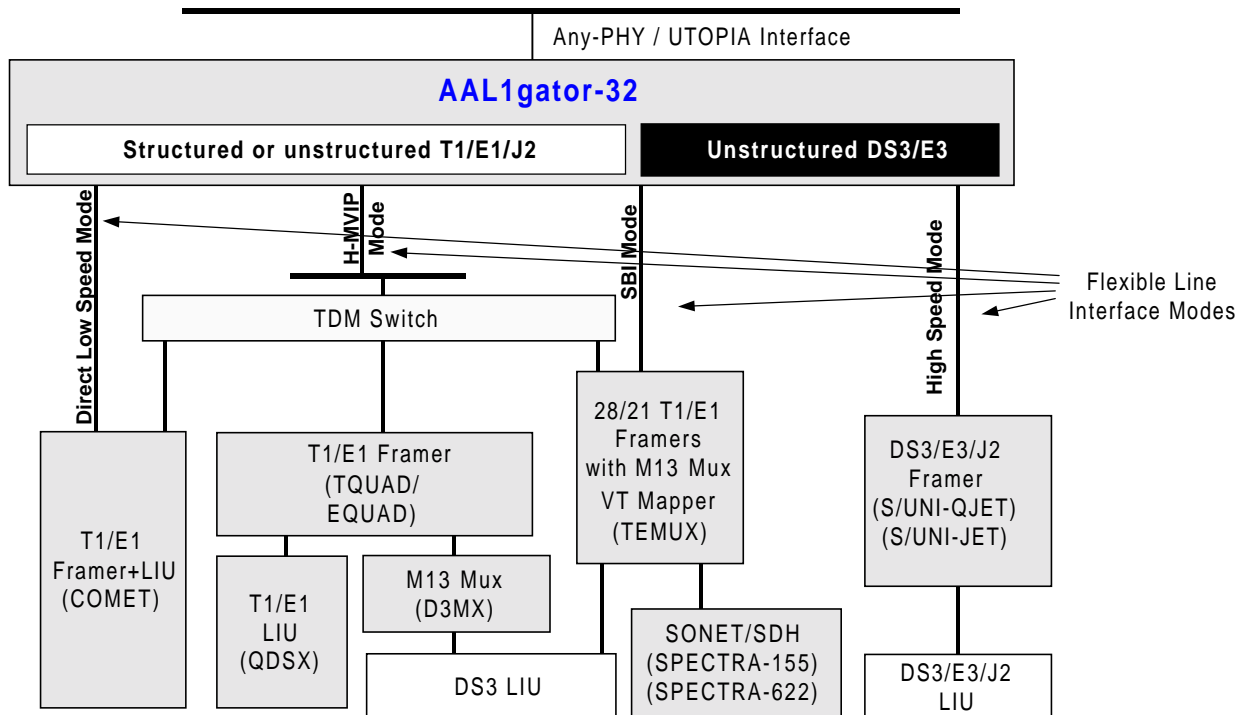 Any-PHY / UTOPIA Interface
AAL1gator-32
Structured or unstructured T1/E1/J2
Unstructured DS3/E3
Direct Low Speed Mode
H-MVIP
Mode
SBI Mode
High Speed Mode
Flexible Line
Interface Modes
TDM Switch
T1/E1
Framer+LIU
(COMET)
T1/E1 Framer
(TQUAD/
EQUAD)
T1/E1
LIU
(QDSX)
M13 Mux
(D3MX)
DS3 LIU
28/21 T1/E1
Framers
with M13 Mux
VT Mapper
(TEMUX)
SONET/SDH
(SPECTRA-155)
(SPECTRA-622)
DS3/E3/J2
Framer
(S/UNI-QJET)
(S/UNI-JET)
DS3/E3/J2
LIU